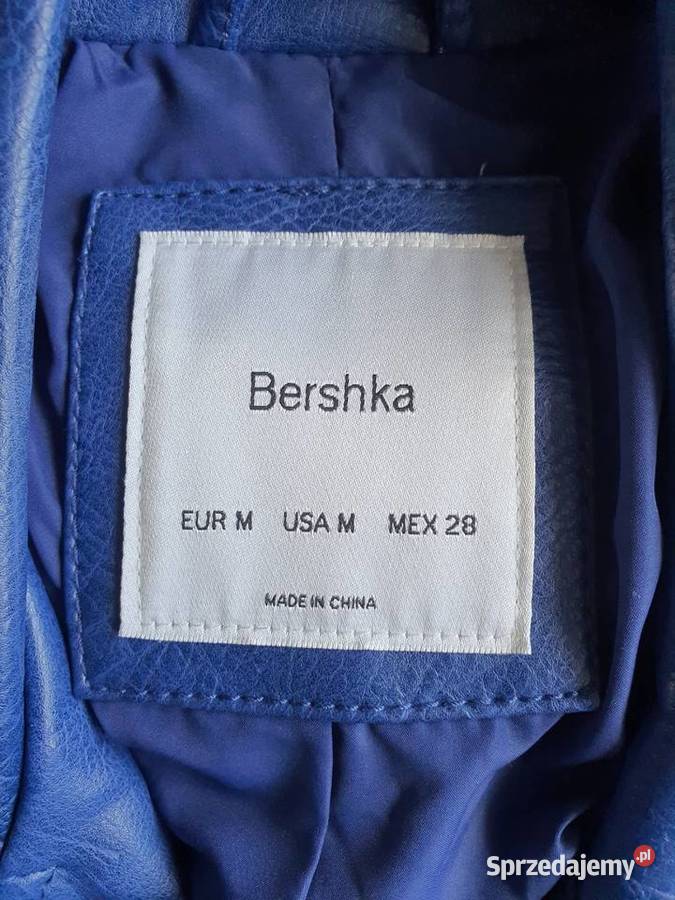 Bershka
EUR M USA M MEX 28
MADE IN CHINA
Sprzedajemy.pl